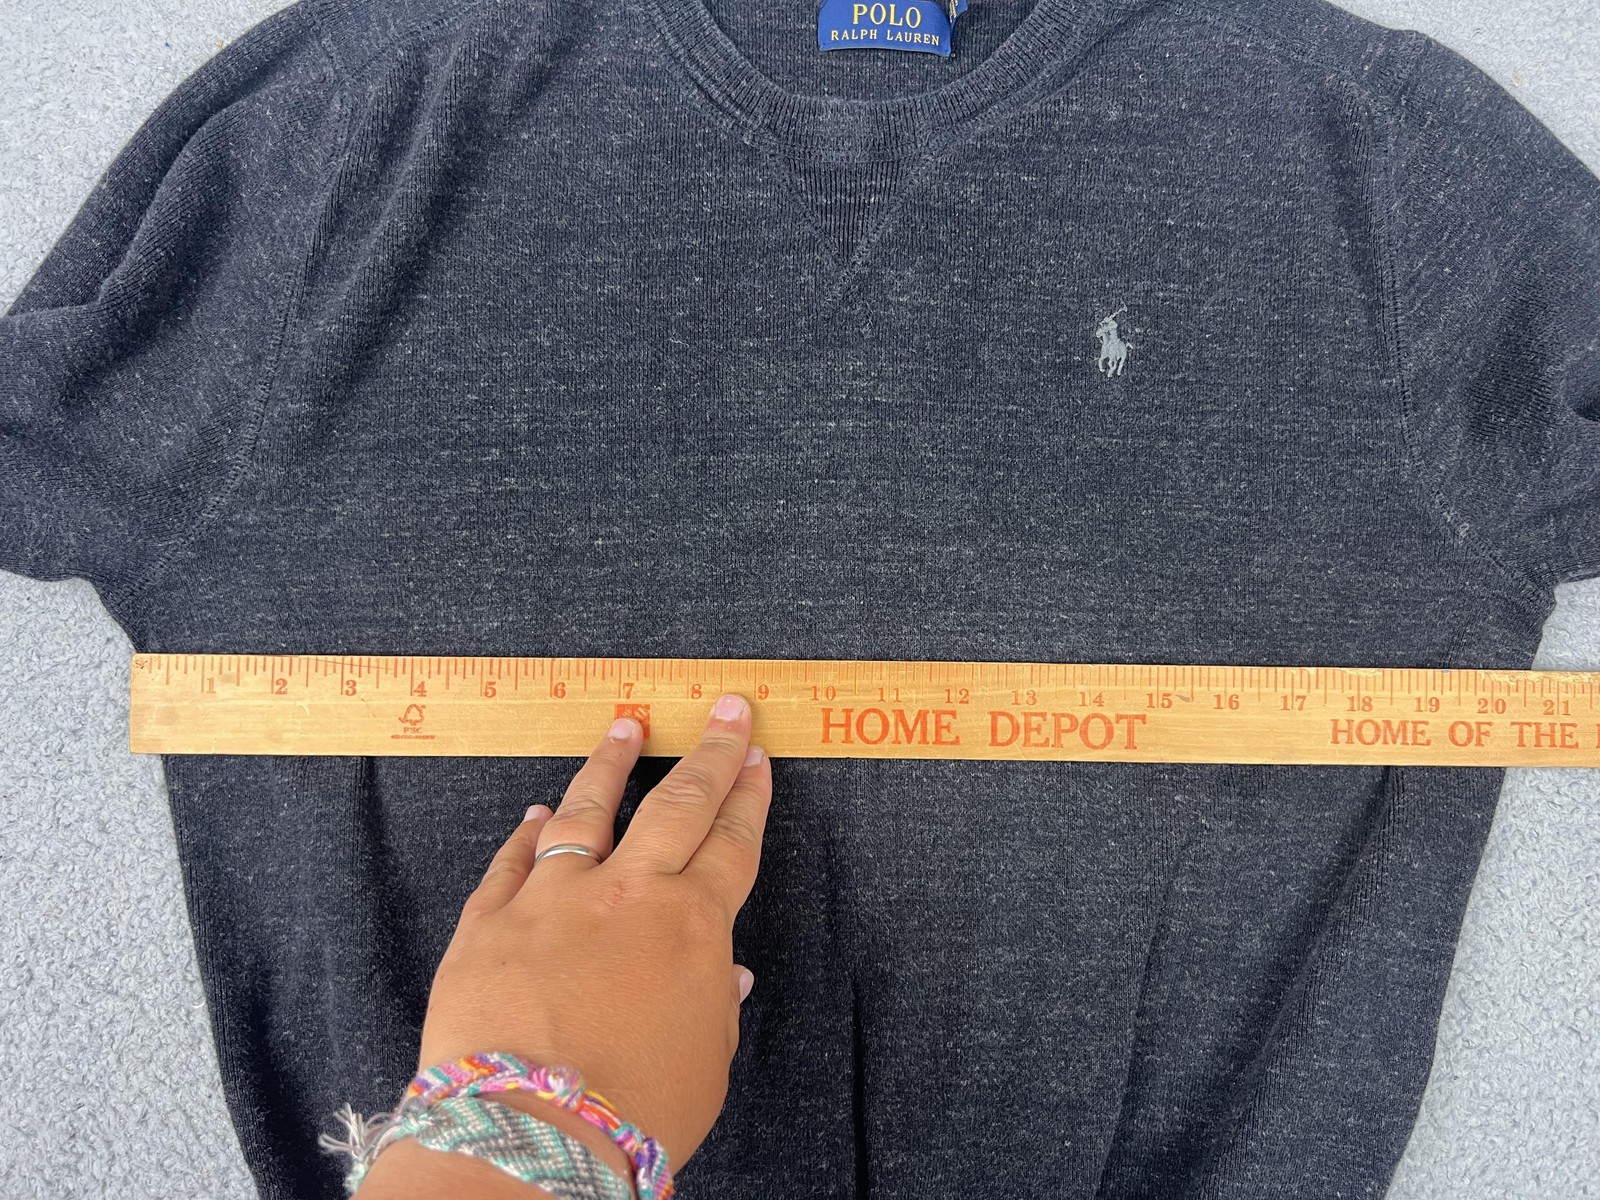 POLO
RALPH LAUREN
1 2 3 4 5 6 7 8 9 10 11 12 13 14 15 16 17 18 19 20 21
FSC
HOME DEPOT
HOME OF THE